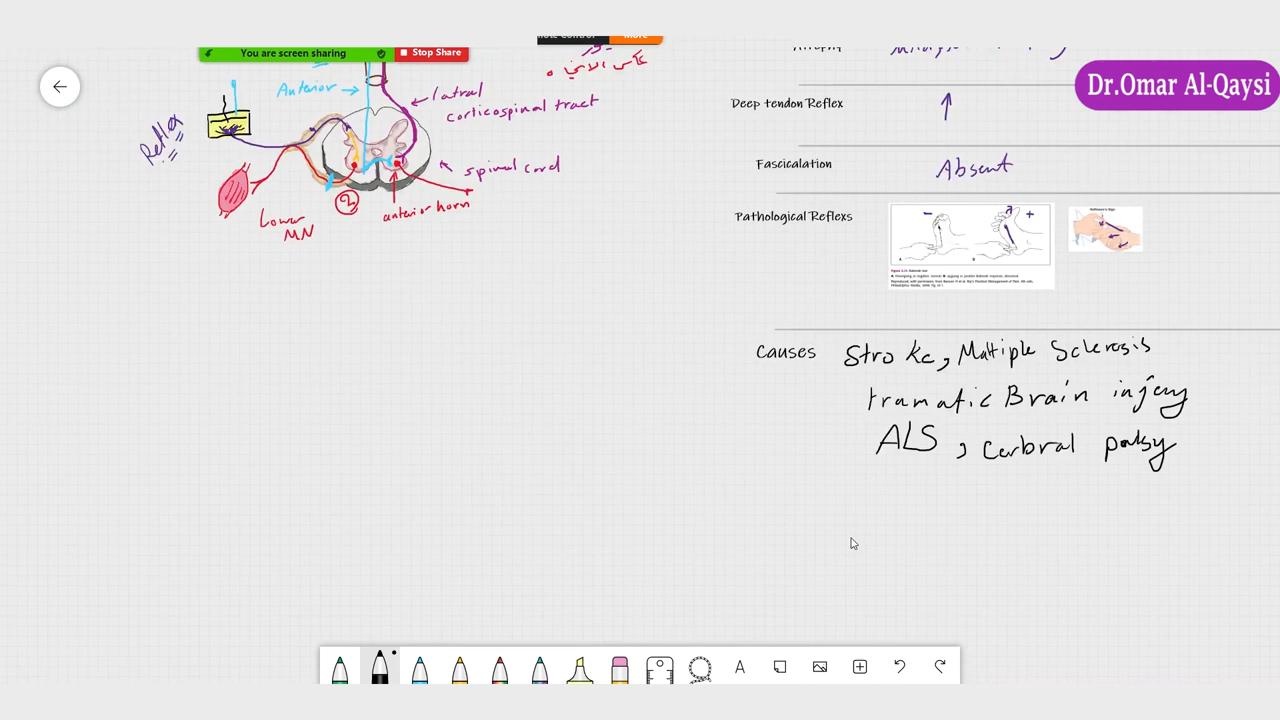 You are screen sharing
Stop Share
Dr.Omar Al-Qaysi
Anterior
latral
corticospinal tract
Reflex
spinal cord
2
anterior horn
Lower
MN
Deep tendon Reflex
↑
Fascicalation
Absent
Pathological Reflexs
-
+
Causes
Stroke, Multiple Sclerosis
tramatic Brain injery
ALS, Cerbral palsy
A